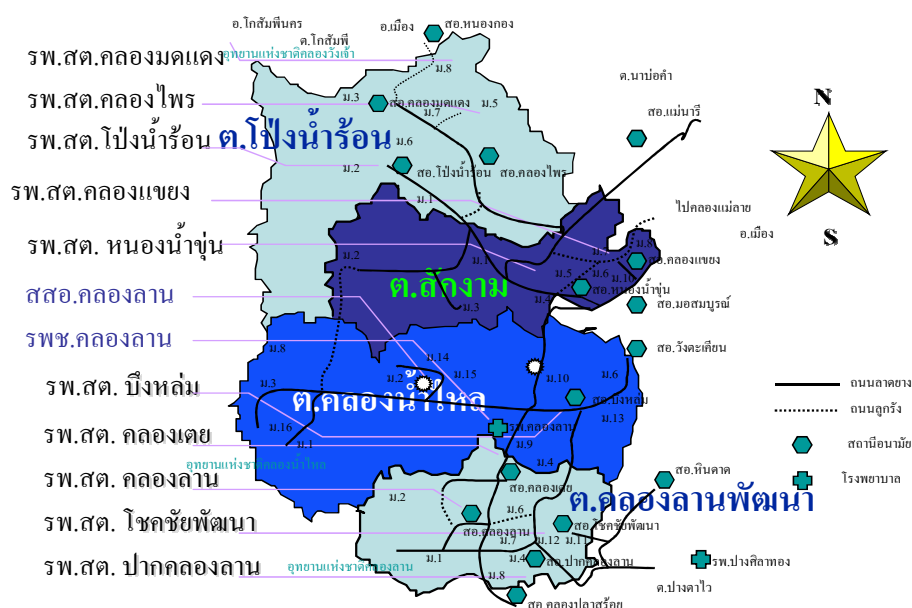 อ.โกสัมพีนคร
ต.โกสัมพี
อ.เมือง
สอ.หนองกอง
รพ.สต.คลองมดแดง
อุทยานแห่งชาติคลองวังเจ้า
ม.8
ต.นาบ่อคำ
รพ.สต.คลองไพร
ม.3
สอ.คลองมดแดง
ม.5
ม.7
สอ.แม่นารี
N
รพ.สต.โป่งน้ำร้อน
ต.โป่งน้ำร้อน
ม.6
ม.2
สอ.โป่งน้ำร้อน
สอ.คลองไพร
รพ.สต.คลองแขยง
ม.1
ไปคลองแม่ลาย
อ.เมือง
S
รพ.สต. หนองน้ำขุ่น
ม.2
ม.1
ม.7
ม.8
สอ.คลองแขยง
ม.5
ม.6
ม.10
สสอ.คลองลาน
ต.สักงาม
สอ.หนองน้ำขุ่น
ม.4
ม.3
สอ.มอสมบูรณ์
รพช.คลองลาน
ม.8
ม.14
สอ.วังตะเคียน
รพ.สต. บึงหล่ม
ม.3
ม.2
ม.15
ม.10
ม.6
ถนนลาดยาง
ต.คลองน้ำไหล
สอ.บึงหล่ม
ถนนลูกรัง
รพ.สต. คลองเตย
ม.16
ม.1
รพ.คลองลาน
ม.9
ม.13
สถานีอนามัย
อุทยานแห่งชาติคลองน้ำไหล
ม.4
รพ.สต. คลองลาน
สอ.คลองเตย
สอ.หินดาด
โรงพยาบาล
ม.2
ต.คลองลานพัฒนา
ม.6
รพ.สต. โชคชัยพัฒนา
สอ.คลองลาน
สอ.โชคชัยพัฒนา
ม.7
ม.12
ม.11
รพ.สต. ปากคลองลาน
อุทยานแห่งชาติคลองลาน
ม.1
ม.4
สอ.ปากคลองลาน
รพ.ปางศิลาทอง
ม.8
ต.ปางตาไว
สอ.คลองปลาสร้อย